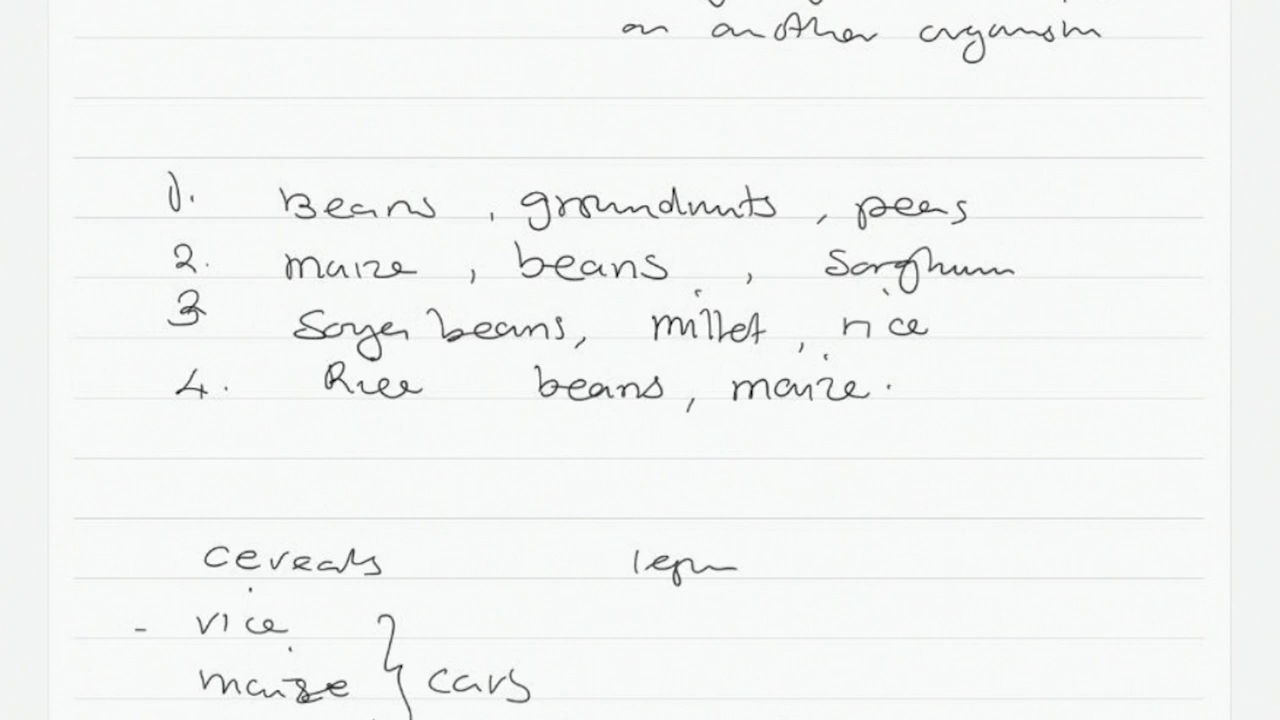 on another organism
1. Beans, groundnuts, peas
2. maize, beans, Sorghum
3 Soya beans, millet, rice
4. Rice beans, maize.
cereals
- rice
maize } carbs